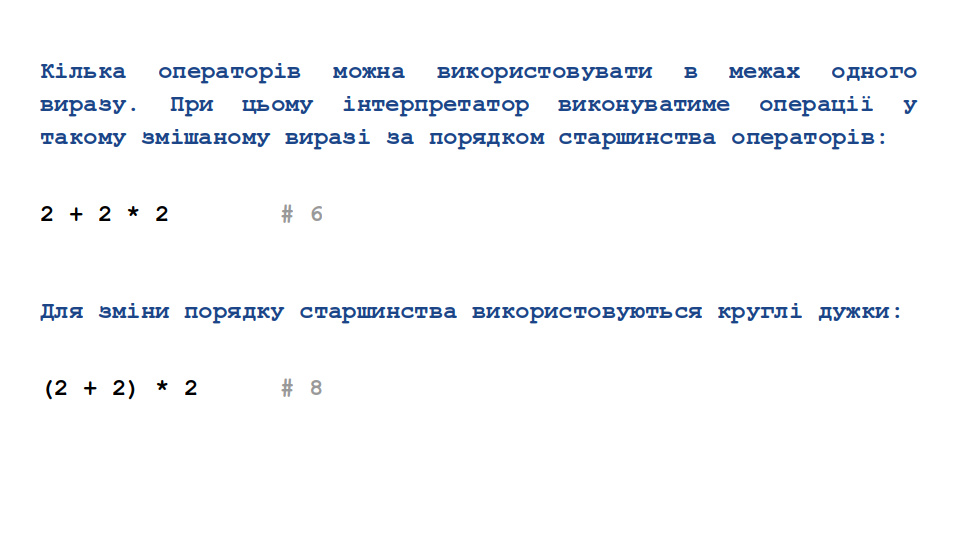 Кілька операторів можна використовувати в межах одного
виразу. При цьому інтерпретатор виконуватиме операції у
такому змішаному виразі за порядком старшинства операторів:
2 + 2 * 2 # 6
Для зміни порядку старшинства використовуються круглі дужки:
(2 + 2) * 2 # 8